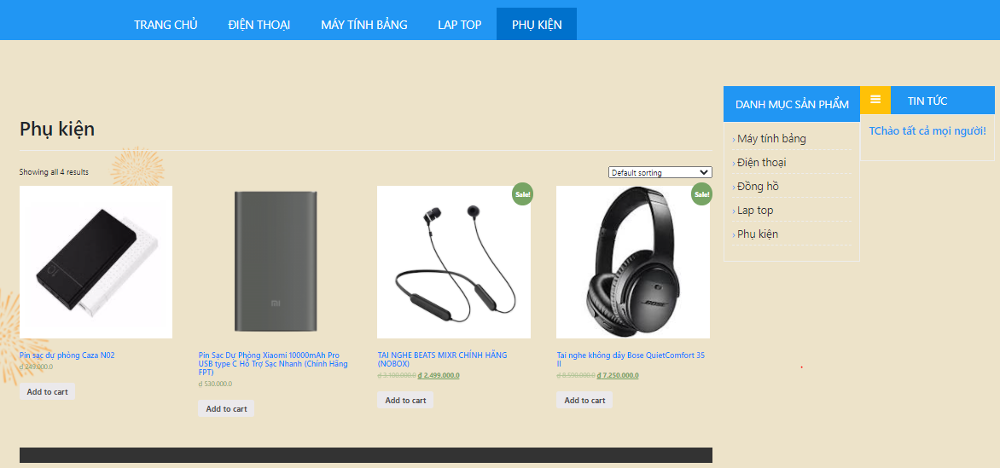 TRANG CHỦ ĐIỆN THOẠI MÁY TÍNH BẢNG LAP TOP PHỤ KIỆN
DANH MỤC SẢN PHẨM
› Máy tính bảng
› Điện thoại
› Đồng hồ
› Lap top
› Phụ kiện
TIN TỨC
TChào tất cả mọi người!
Phụ kiện
Showing all 4 results
Default sorting
Pin sạc dự phòng Caza N02
₫ 249.000.0
Add to cart
Pin Sạc Dự Phòng Xiaomi 10000mAh Pro
USB type C Hỗ Trợ Sạc Nhanh (Chính Hãng
FPT)
₫ 530.000.0
Add to cart
Sale!
TAI NGHE BEATS MIXR CHÍNH HÃNG
(NOBOX)
₫ 3.100.000.0 ₫ 2.499.000.0
Add to cart
Sale!
BOSE
Tai nghe không dây Bose QuietComfort 35
II
₫ 8.590.000.0 ₫ 7.250.000.0
Add to cart